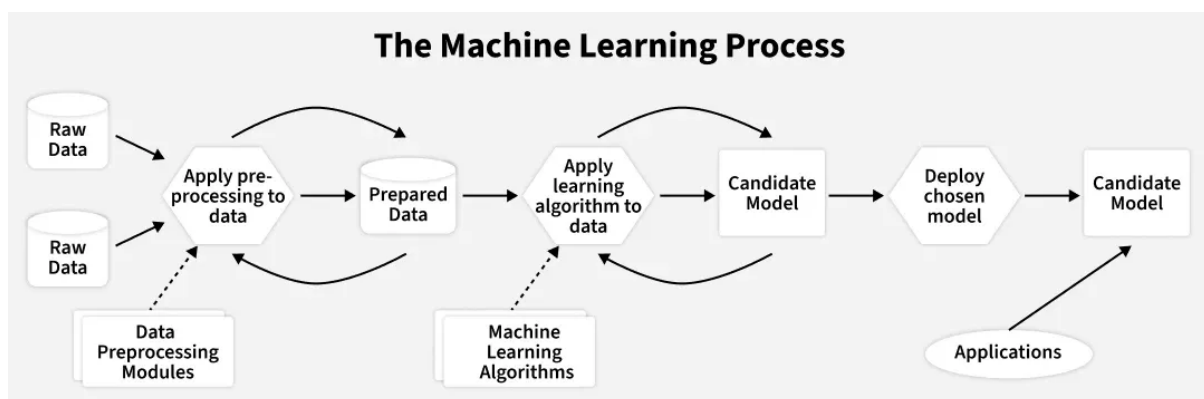 The Machine Learning Process
Raw
Data
Raw
Data
Apply pre-
processing to
data
Data
Preprocessing
Modules
Prepared
Data
Apply
learning
algorithm to
data
Machine
Learning
Algorithms
Candidate
Model
Deploy
chosen
model
Candidate
Model
Applications